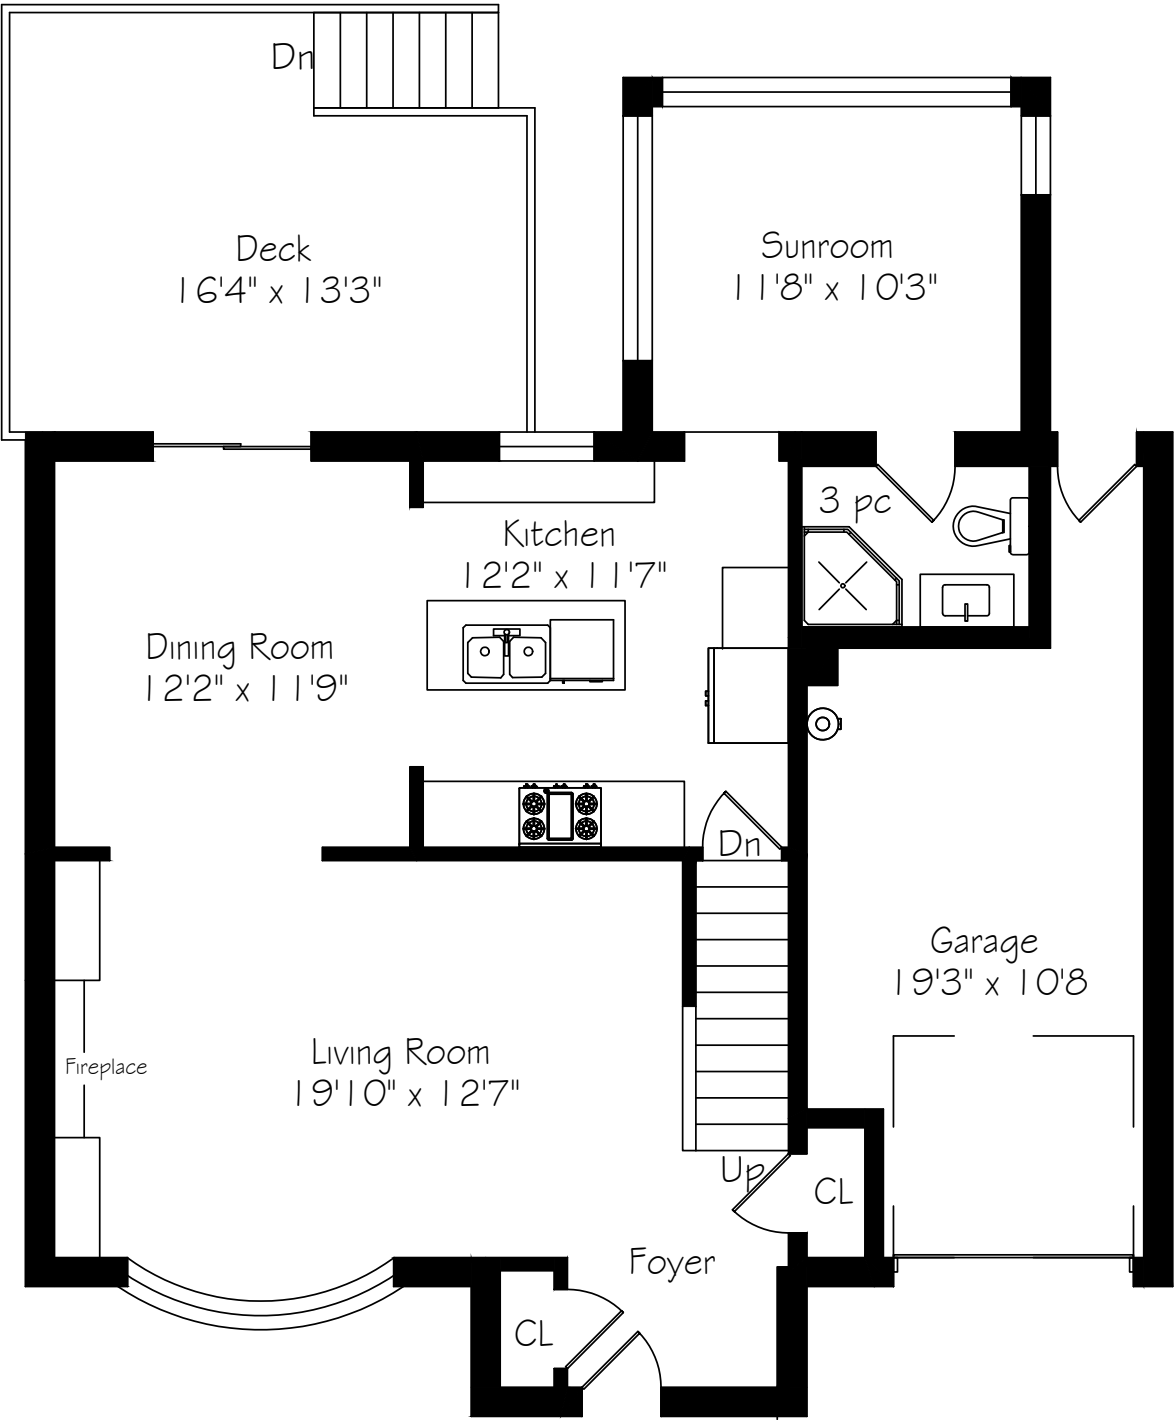 Dn
Deck
16'4" x 13'3"
Sunroom
11'8" x 10'3"
3 pc
Kitchen
12'2" x 11'7"
Dining Room
12'2" x 11'9"
Dn
Garage
19'3" x 10'8
Living Room
19'10" x 12'7"
Fireplace
Up
CL
Foyer
CL